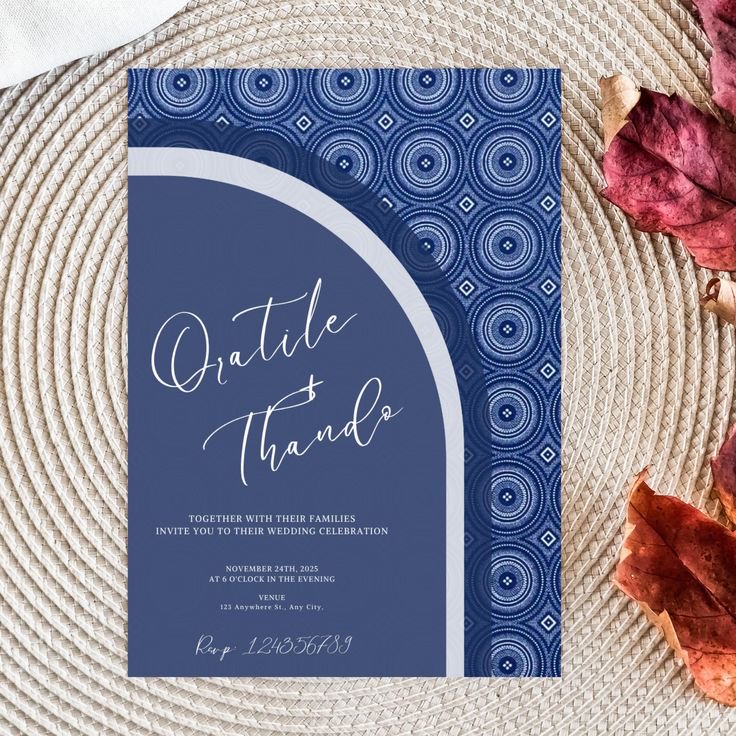 Oratile
&
Thando
TOGETHER WITH THEIR FAMILIES
INVITE YOU TO THEIR WEDDING CELEBRATION
NOVEMBER 24TH, 2025
AT 6 O'CLOCK IN THE EVENING
VENUE
123 Anywhere St., Any City,
Rsvp: 124356789